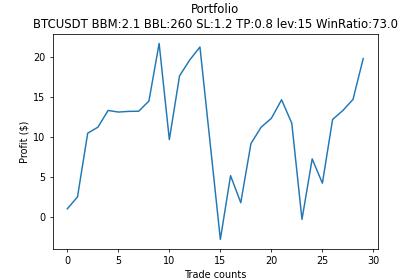 Portfolio
BTCUSDT BBM:2.1 BBL:260 SL:1.2 TP:0.8 lev:15 WinRatio:73.0
20
15
10
5
0
Profit ($)
0 5 10 15 20 25 30
Trade counts